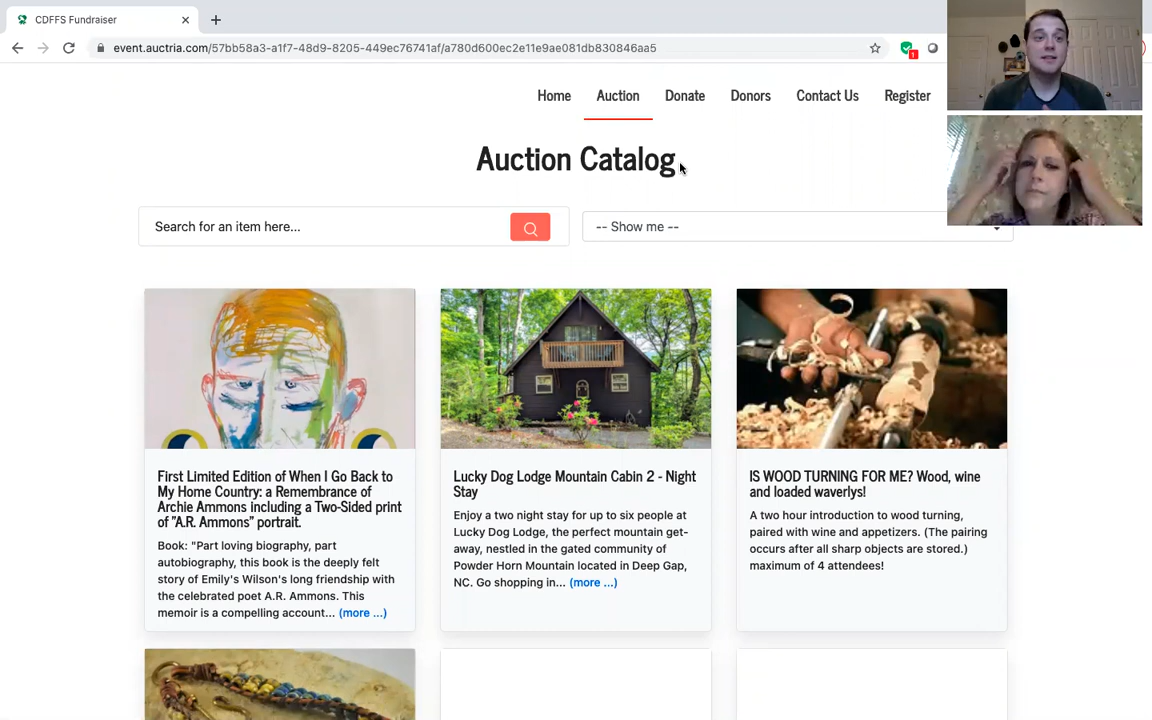 CDFFS Fundraiser
event.auctria.com/57bb58a3-a1f7-48d9-8205-449ec76741af/a780d600ec2e11e9ae081db830846aa5
1
Home Auction Donate Donors Contact Us Register
Auction Catalog
Search for an item here...
-- Show me --
First Limited Edition of When I Go Back to
My Home Country: a Remembrance of
Archie Ammons including a Two-Sided print
of "A.R. Ammons" portrait.
Book: "Part loving biography, part
autobiography, this book is the deeply felt
story of Emily's Wilson's long friendship with
the celebrated poet A.R. Ammons. This
memoir is a compelling account... (more ...)
Lucky Dog Lodge Mountain Cabin 2 - Night
Stay
Enjoy a two night stay for up to six people at
Lucky Dog Lodge, the perfect mountain get-
away, nestled in the gated community of
Powder Horn Mountain located in Deep Gap,
NC. Go shopping in... (more ...)
IS WOOD TURNING FOR ME? Wood, wine
and loaded waverlys!
A two hour introduction to wood turning,
paired with wine and appetizers. (The pairing
occurs after all sharp objects are stored.)
maximum of 4 attendees!